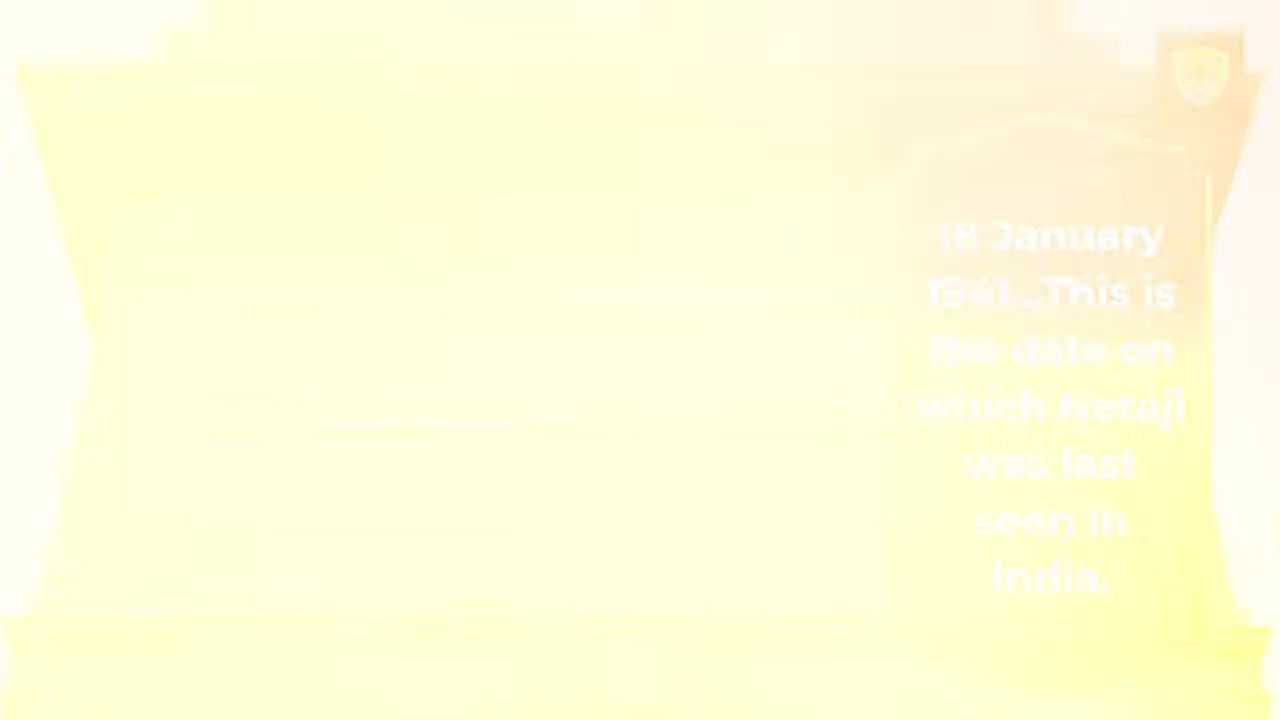 18 January
1941...This is
the date on
which Netaji
was last
seen in
India.